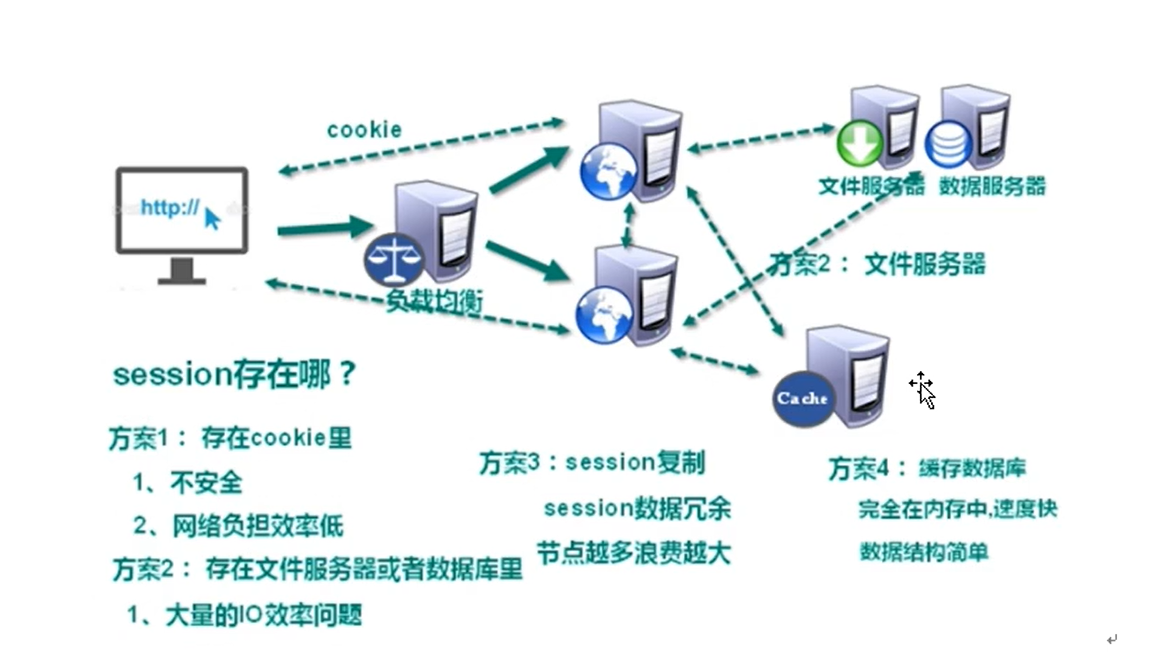 cookie
http://
负载均衡
文件服务器
数据服务器
方案2： 文件服务器
Cache
session存在哪？
方案1： 存在cookie里
1、不安全
2、网络负担效率低
方案2： 存在文件服务器或者数据库里
1、大量的IO效率问题
方案3：session复制
session数据冗余
节点越多浪费越大
方案4： 缓存数据库
完全在内存中,速度快
数据结构简单